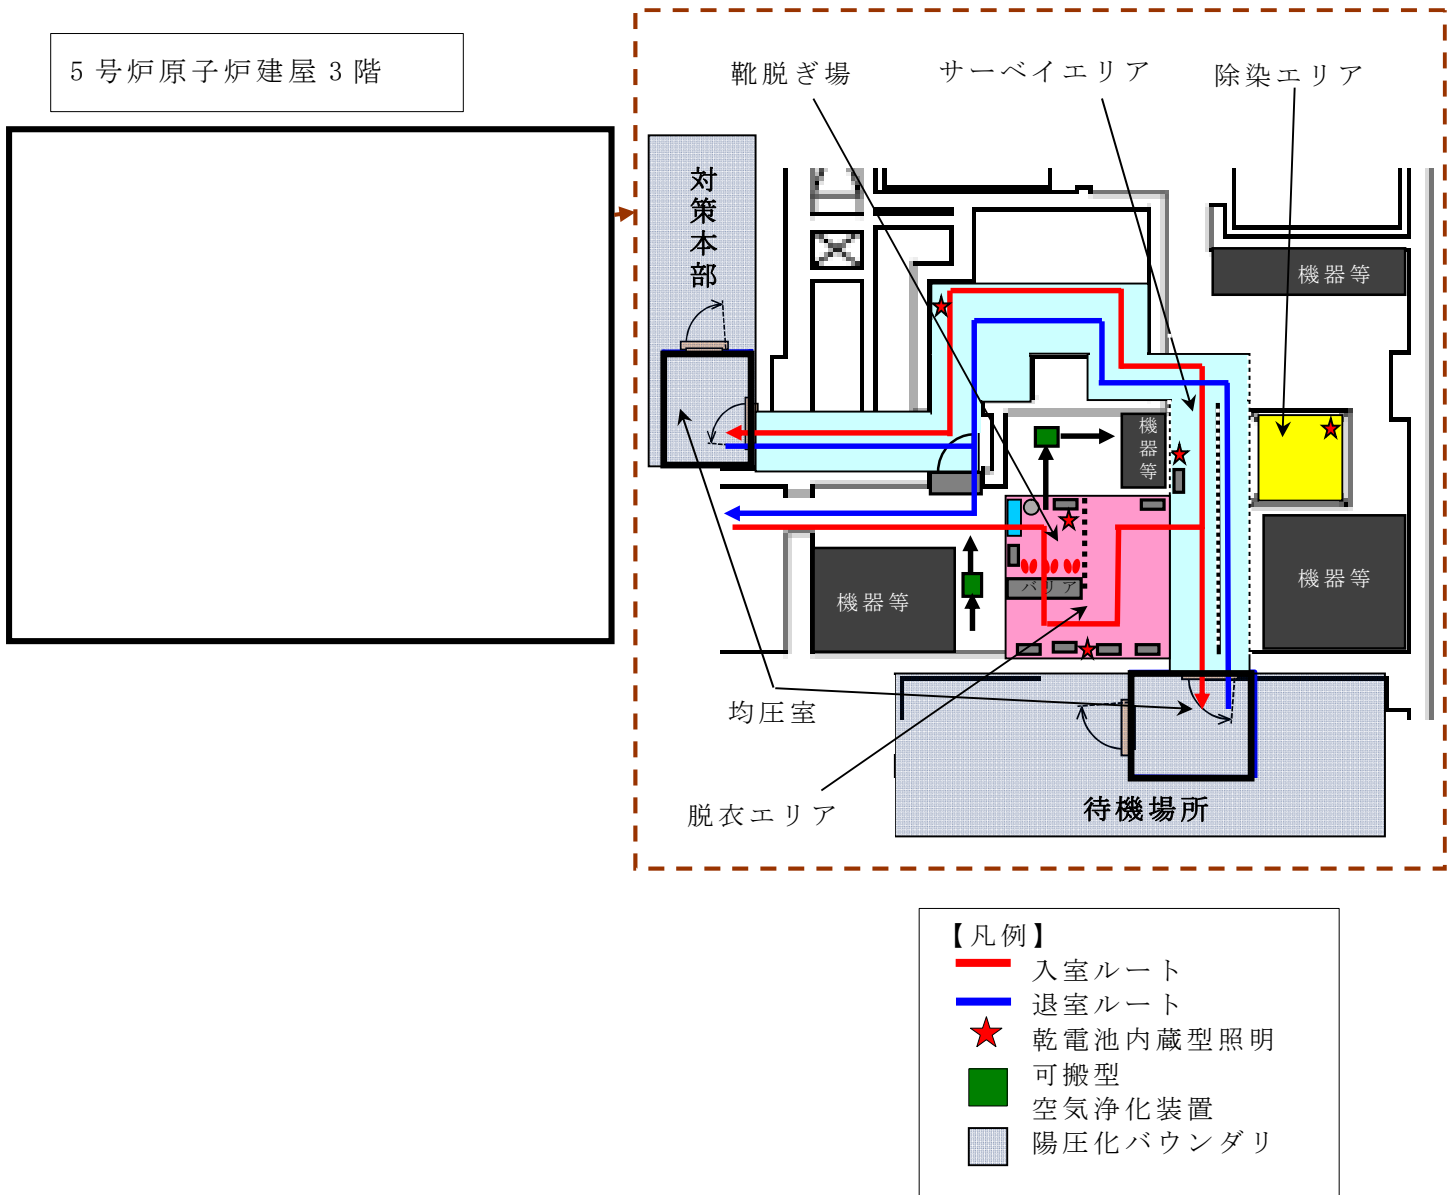 5号炉原子炉建屋3階
靴脱ぎ場
サーベイエリア
除染エリア
対策本部
機器等
機器等
機器等
機器等
バリア
均圧室
脱衣エリア
待機場所
【凡例】
入室ルート
退室ルート
乾電池内蔵型照明
可搬型
空気浄化装置
陽圧化バウンダリ